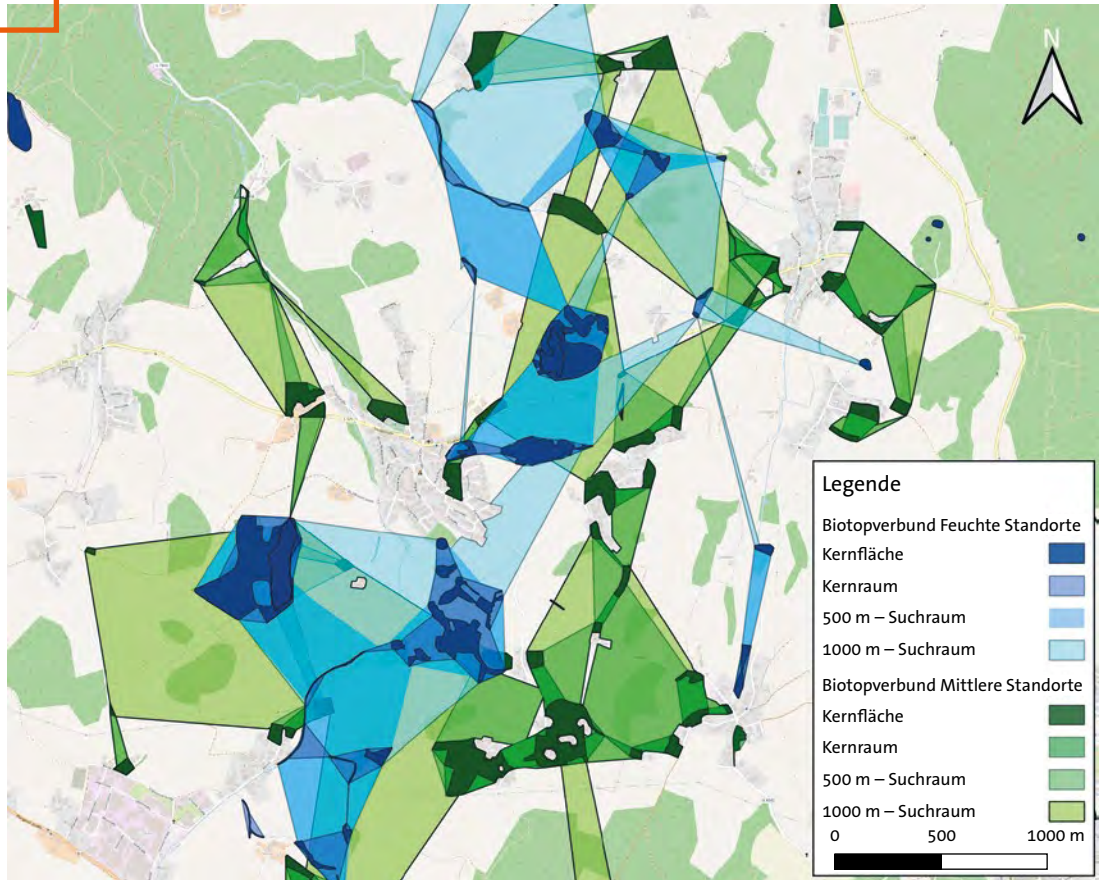 N
Legende
Biotopverbund Feuchte Standorte
Kernfläche
Kernraum
500 m – Suchraum
1000 m – Suchraum
Biotopverbund Mittlere Standorte
Kernfläche
Kernraum
500 m – Suchraum
1000 m – Suchraum
0 500 1000 m